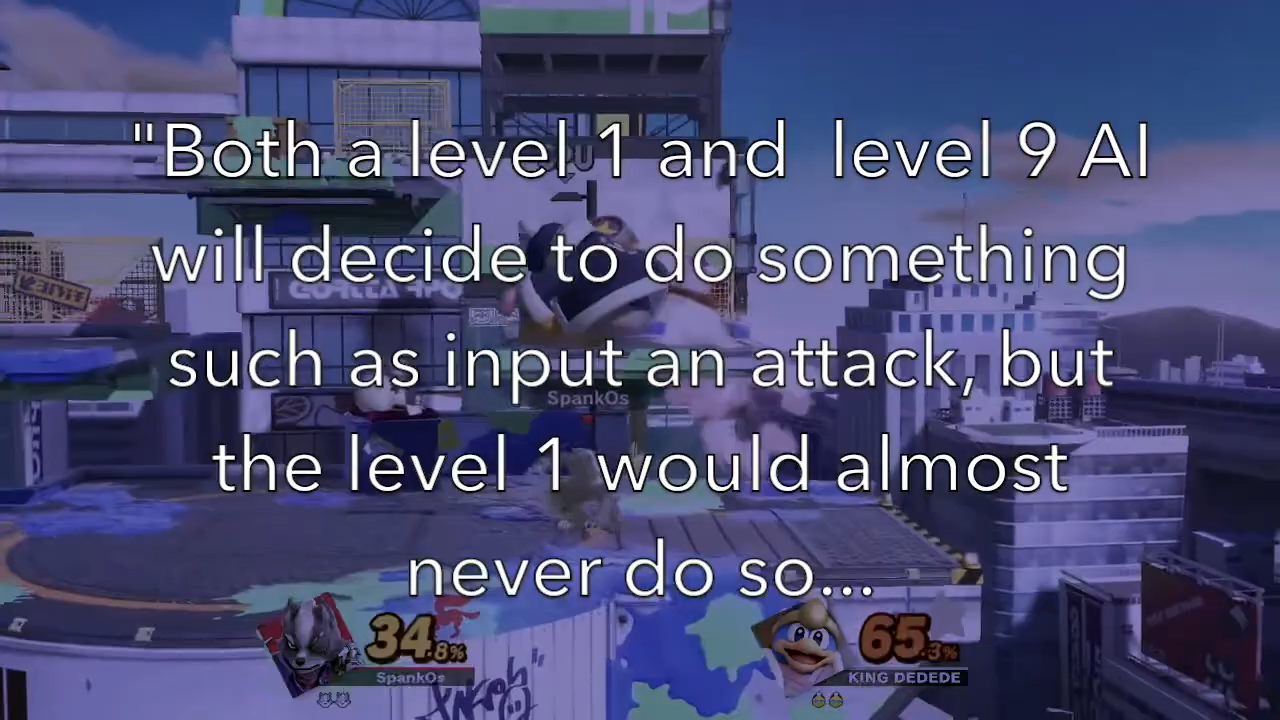 "Both a level 1 and  level 9 AI
will decide to do something
such as input an attack, but
SpankOs
the level 1 would almost
never do so...
34.8%
SpankOs
65.3%
KING DEDEDE